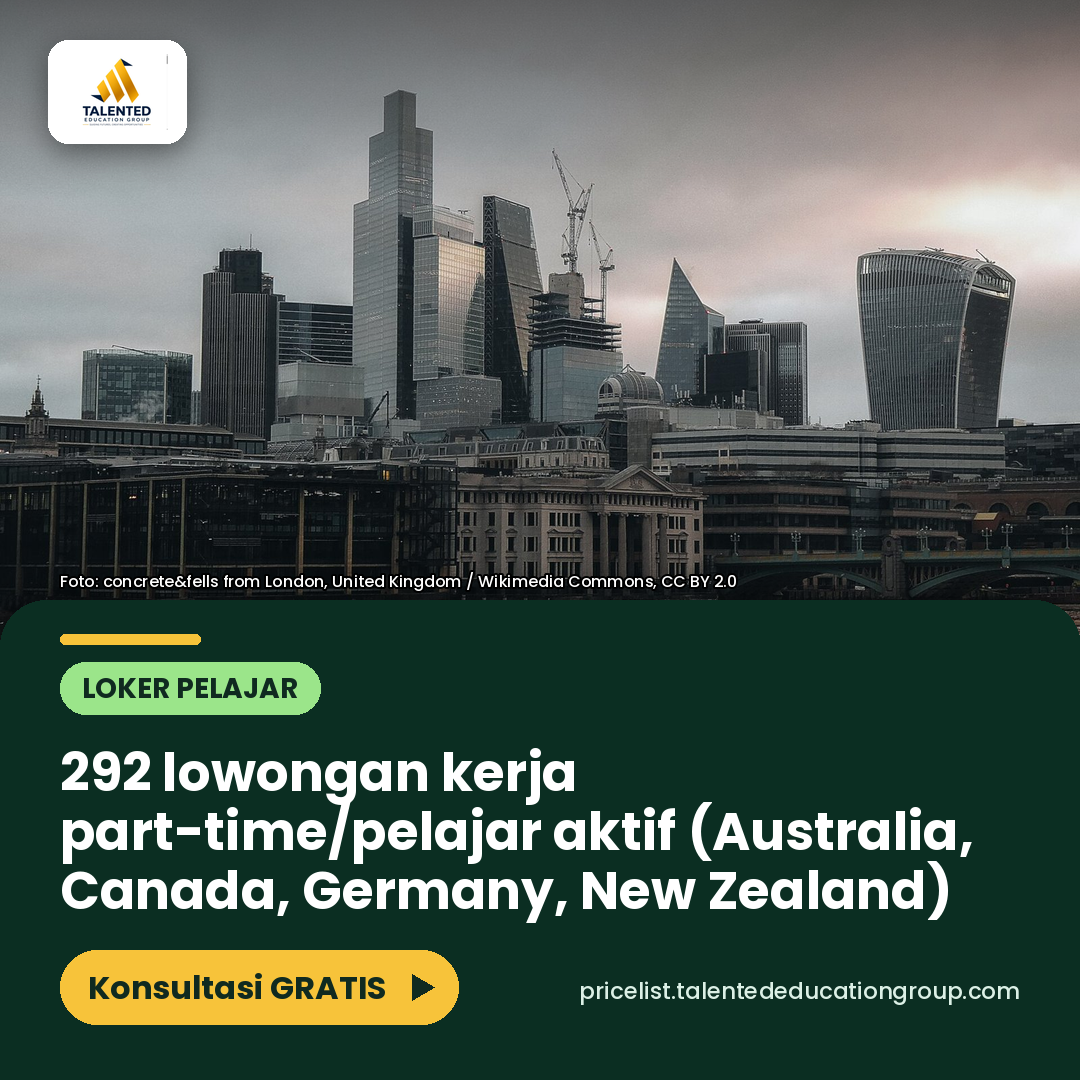 TALENTED
EDUCATION GROUP
Foto: concrete&fells from London, United Kingdom / Wikimedia Commons, CC BY 2.0
LOKER PELAJAR
292 lowongan kerja
part-time/pelajar aktif (Australia,
Canada, Germany, New Zealand)
Konsultasi GRATIS
pricelist.talentededucationgroup.com